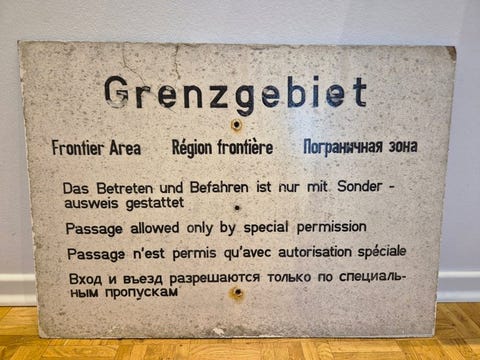 Grenzgebiet
Frontier Area Région frontière Пограничная зона
Das Betreten und Befahren ist nur mit Sonder -
ausweis gestattet
Passage allowed only by special permission
Passage n'est permis qu'avec autorisation spéciale
Вход и въезд разрешаются только по специаль-
ным пропускам